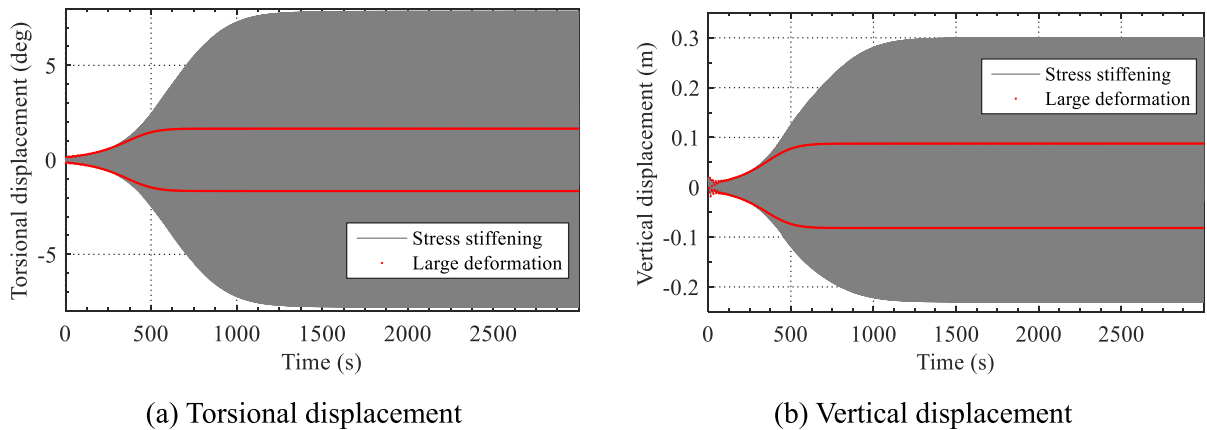 Torsional displacement (deg)
5
0
-5
Stress stiffening
Large deformation
0 500 1000 1500 2000 2500
Time (s)
(a) Torsional displacement
Vertical displacement (m)
0.3
0.2
0.1
0
-0.1
-0.2
Stress stiffening
Large deformation
0 500 1000 1500 2000 2500
Time (s)
(b) Vertical displacement